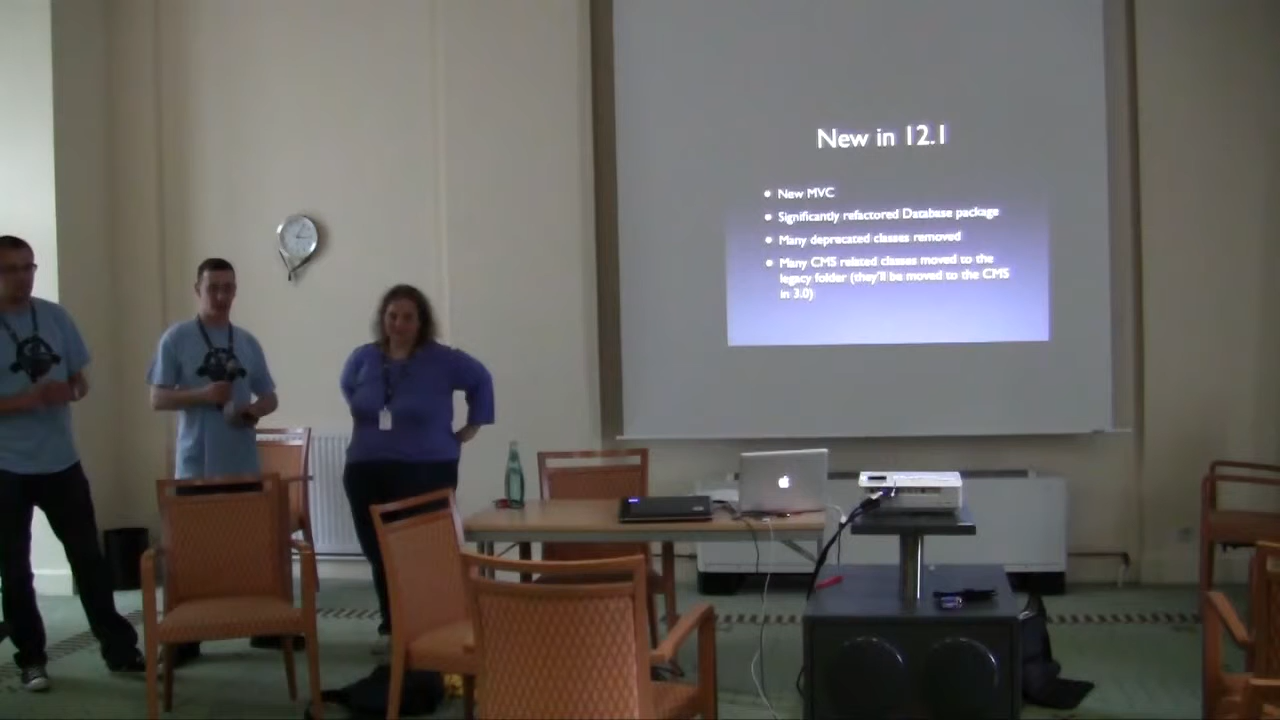 New in 12.1
New MVC
Significantly refactored Database package
Many deprecated classes removed
Many CMS related classes moved to the
legacy folder (they'll be moved to the CMS
in 3.0)